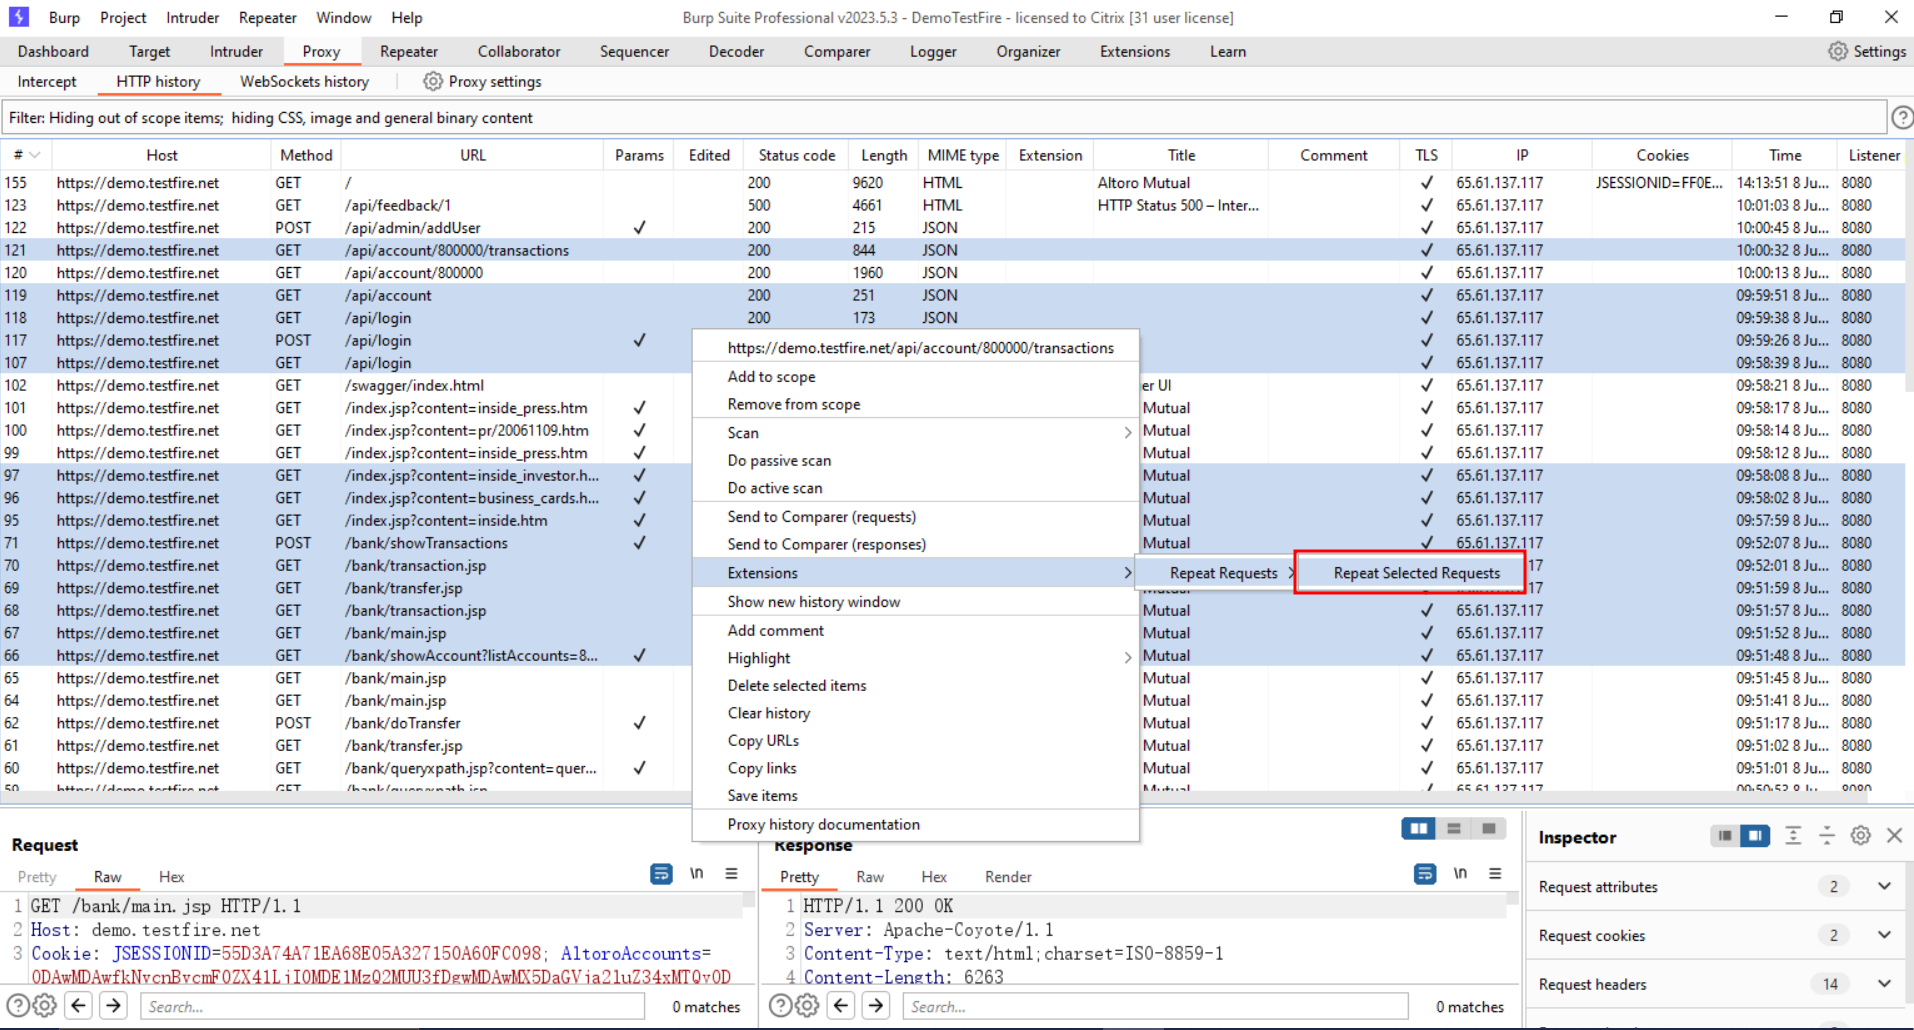 Burp Project Intruder Repeater Window Help Burp Suite Professional v2023.5.3 - DemoTestFire - licensed to Citrix [31 user license]
Dashboard Target Intruder Proxy Repeater Collaborator Sequencer Decoder Comparer Logger Organizer Extensions Learn Settings
Intercept HTTP history WebSockets history Proxy settings
Filter: Hiding out of scope items; hiding CSS, image and general binary content
# Host Method URL Params Edited Status code Length MIME type Extension Title Comment TLS IP Cookies Time Listener
155 https://demo.testfire.net GET / 200 9620 HTML Altoro Mutual ✓ 65.61.137.117 JSESSIONID=FF0E... 14:13:51 8 Ju... 8080
123 https://demo.testfire.net GET /api/feedback/1 500 4661 HTML HTTP Status 500 – Inter... ✓ 65.61.137.117 10:01:03 8 Ju... 8080
122 https://demo.testfire.net POST /api/admin/addUser ✓ 200 215 JSON ✓ 65.61.137.117 10:00:45 8 Ju... 8080
121 https://demo.testfire.net GET /api/account/800000/transactions 200 844 JSON ✓ 65.61.137.117 10:00:32 8 Ju... 8080
120 https://demo.testfire.net GET /api/account/800000 200 1960 JSON ✓ 65.61.137.117 10:00:13 8 Ju... 8080
119 https://demo.testfire.net GET /api/account 200 251 JSON ✓ 65.61.137.117 09:59:51 8 Ju... 8080
118 https://demo.testfire.net GET /api/login 200 173 JSON ✓ 65.61.137.117 09:59:38 8 Ju... 8080
117 https://demo.testfire.net POST /api/login ✓ ✓ 65.61.137.117 09:59:26 8 Ju... 8080
107 https://demo.testfire.net GET /api/login ✓ 65.61.137.117 09:58:39 8 Ju... 8080
102 https://demo.testfire.net GET /swagger/index.html er UI ✓ 65.61.137.117 09:58:21 8 Ju... 8080
101 https://demo.testfire.net GET /index.jsp?content=inside_press.htm ✓ Mutual ✓ 65.61.137.117 09:58:17 8 Ju... 8080
100 https://demo.testfire.net GET /index.jsp?content=pr/20061109.htm ✓ Mutual ✓ 65.61.137.117 09:58:14 8 Ju... 8080
99 https://demo.testfire.net GET /index.jsp?content=inside_press.htm ✓ Mutual ✓ 65.61.137.117 09:58:12 8 Ju... 8080
97 https://demo.testfire.net GET /index.jsp?content=inside_investor.h... ✓ Mutual ✓ 65.61.137.117 09:58:08 8 Ju... 8080
96 https://demo.testfire.net GET /index.jsp?content=business_cards.h... ✓ Mutual ✓ 65.61.137.117 09:58:02 8 Ju... 8080
95 https://demo.testfire.net GET /index.jsp?content=inside.htm ✓ Mutual ✓ 65.61.137.117 09:57:59 8 Ju... 8080
71 https://demo.testfire.net POST /bank/showTransactions ✓ Mutual ✓ 65.61.137.117 09:52:07 8 Ju... 8080
70 https://demo.testfire.net GET /bank/transaction.jsp 17 09:52:01 8 Ju... 8080
69 https://demo.testfire.net GET /bank/transfer.jsp 17 09:51:59 8 Ju... 8080
68 https://demo.testfire.net GET /bank/transaction.jsp Mutual ✓ 65.61.137.117 09:51:57 8 Ju... 8080
67 https://demo.testfire.net GET /bank/main.jsp Mutual ✓ 65.61.137.117 09:51:52 8 Ju... 8080
66 https://demo.testfire.net GET /bank/showAccount?listAccounts=8... ✓ Mutual ✓ 65.61.137.117 09:51:48 8 Ju... 8080
65 https://demo.testfire.net GET /bank/main.jsp Mutual ✓ 65.61.137.117 09:51:45 8 Ju... 8080
64 https://demo.testfire.net GET /bank/main.jsp Mutual ✓ 65.61.137.117 09:51:41 8 Ju... 8080
62 https://demo.testfire.net POST /bank/doTransfer ✓ Mutual ✓ 65.61.137.117 09:51:17 8 Ju... 8080
61 https://demo.testfire.net GET /bank/transfer.jsp Mutual ✓ 65.61.137.117 09:51:02 8 Ju... 8080
60 https://demo.testfire.net GET /bank/queryxpath.jsp?content=quer... ✓ Mutual ✓ 65.61.137.117 09:51:01 8 Ju... 8080
https://demo.testfire.net/api/account/800000/transactions
Add to scope
Remove from scope
Scan
Do passive scan
Do active scan
Send to Comparer (requests)
Send to Comparer (responses)
Extensions Repeat Requests Repeat Selected Requests
Show new history window
Add comment
Highlight
Delete selected items
Clear history
Copy URLs
Copy links
Save items
Proxy history documentation
Request
Pretty Raw Hex \n
1 GET /bank/main.jsp HTTP/1.1
2 Host: demo.testfire.net
3 Cookie: JSESSIONID=55D3A74A71EA68E05A327150A60FC098; AltoroAccounts=
Search... 0 matches
Response
Pretty Raw Hex Render \n
1 HTTP/1.1 200 OK
2 Server: Apache-Coyote/1.1
3 Content-Type: text/html;charset=ISO-8859-1
4 Content-Length: 6263
Search... 0 matches
Inspector
Request attributes 2
Request cookies 2
Request headers 14